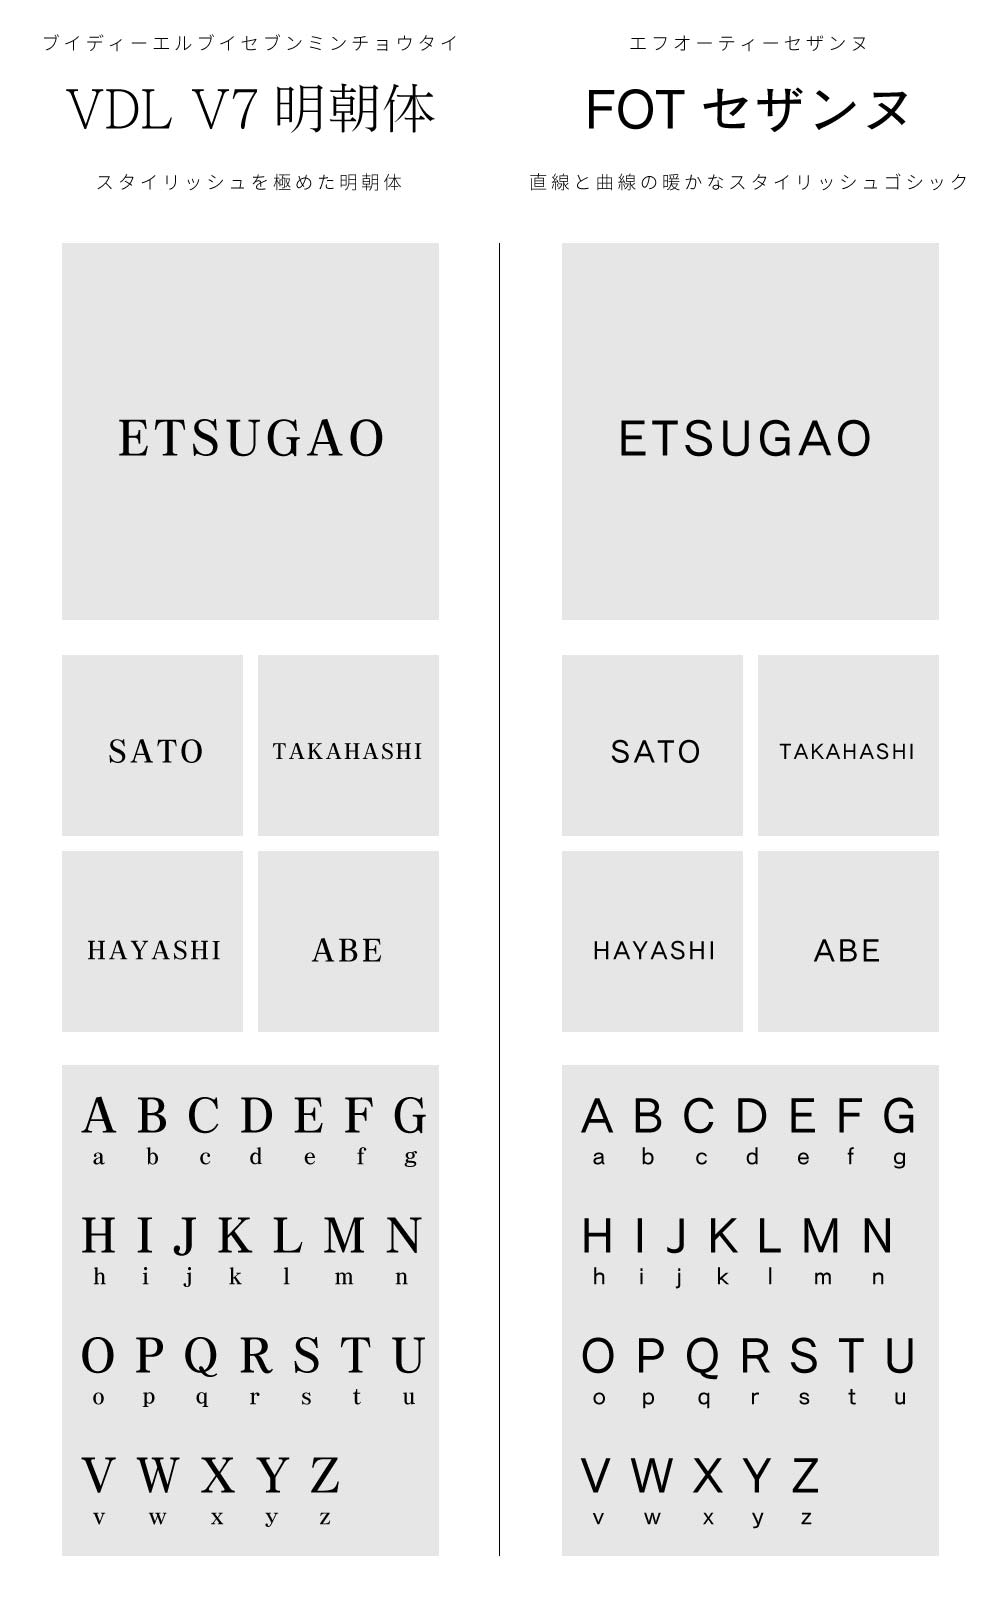 ブイディーエルブイセブンミンチョウタイ
VDL V7 明朝体
スタイリッシュを極めた明朝体
ETSUGAO
SATO
TAKAHASHI
HAYASHI
ABE
A B C D E F G
a b c d e f g
H I J K L M N
h i j k l m n
O P Q R S T U
o p q r s t u
V W X Y Z
v w x y z
エフオーティーセザンヌ
FOT セザンヌ
直線と曲線の暖かなスタイリッシュゴシック
ETSUGAO
SATO
TAKAHASHI
HAYASHI
ABE
A B C D E F G
a b c d e f g
H I J K L M N
h i j k l m n
O P Q R S T U
o p q r s t u
V W X Y Z
v w x y z